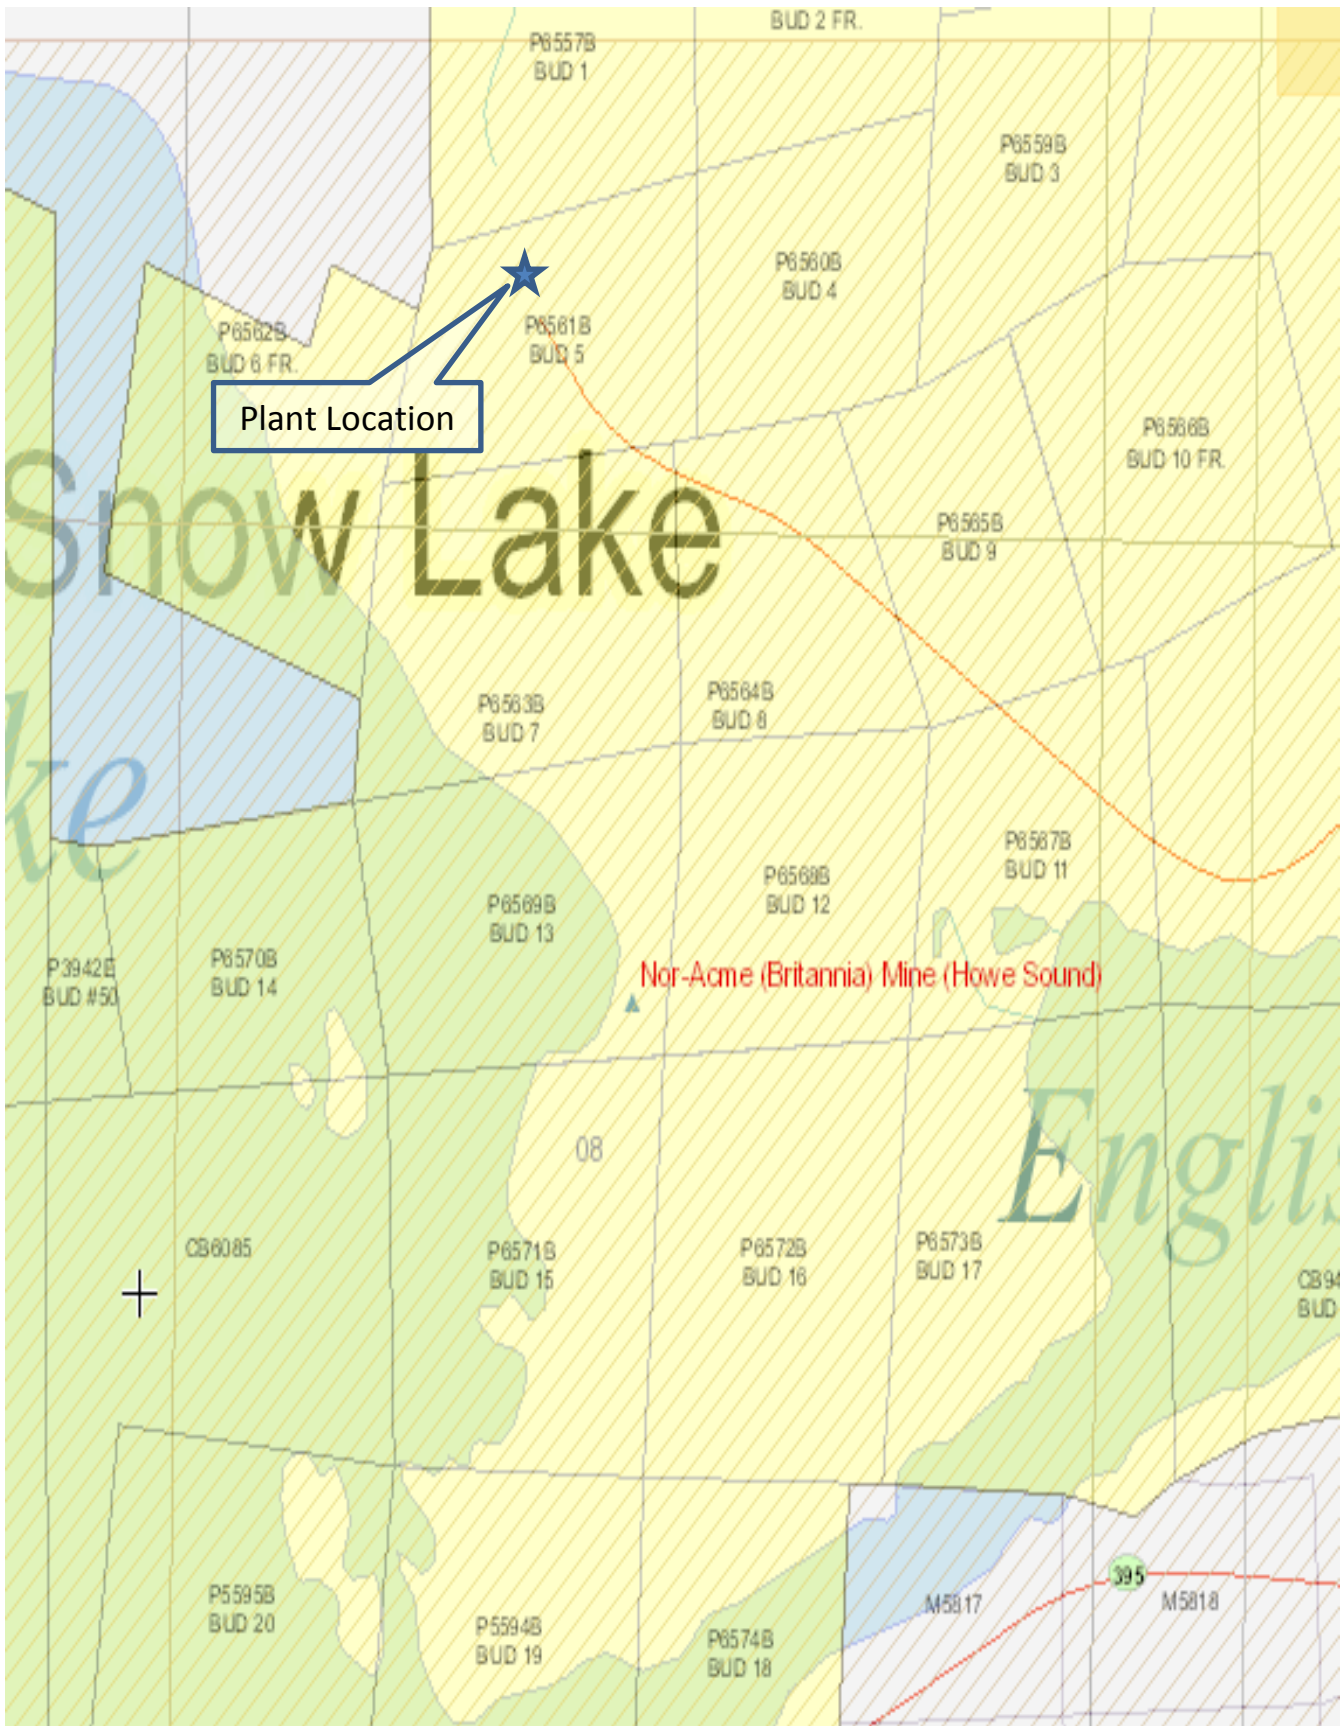 BUD 2 FR.
P6557B
BUD 1
P6559B
BUD 3
P6560B
BUD 4
P6561B
BUD 5
P6562B
BUD 6 FR.
Plant Location
P6566B
BUD 10 FR.
Snow Lake
P6565B
BUD 9
P6563B
BUD 7
P6564B
BUD 8
ke
P6567B
BUD 11
P6568B
BUD 12
P6569B
BUD 13
P6570B
BUD 14
P3942E
BUD #50
Nor-Acme (Britannia) Mine (Howe Sound)
08
Englis
CB6085
P6571B
BUD 15
P6572B
BUD 16
P6573B
BUD 17
CB94
BUD
P5595B
BUD 20
P5594B
BUD 19
P6574B
BUD 18
M5817
395
M5818